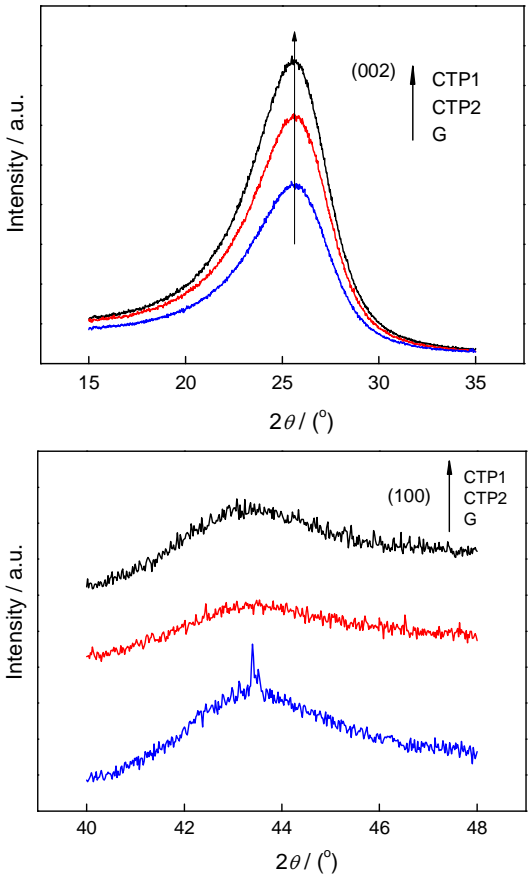 Intensity / a.u.
(002)
CTP1
CTP2
G
15 20 25 30 35
2θ / (°)
Intensity / a.u.
(100)
CTP1
CTP2
G
40 42 44 46 48
2θ / (°)